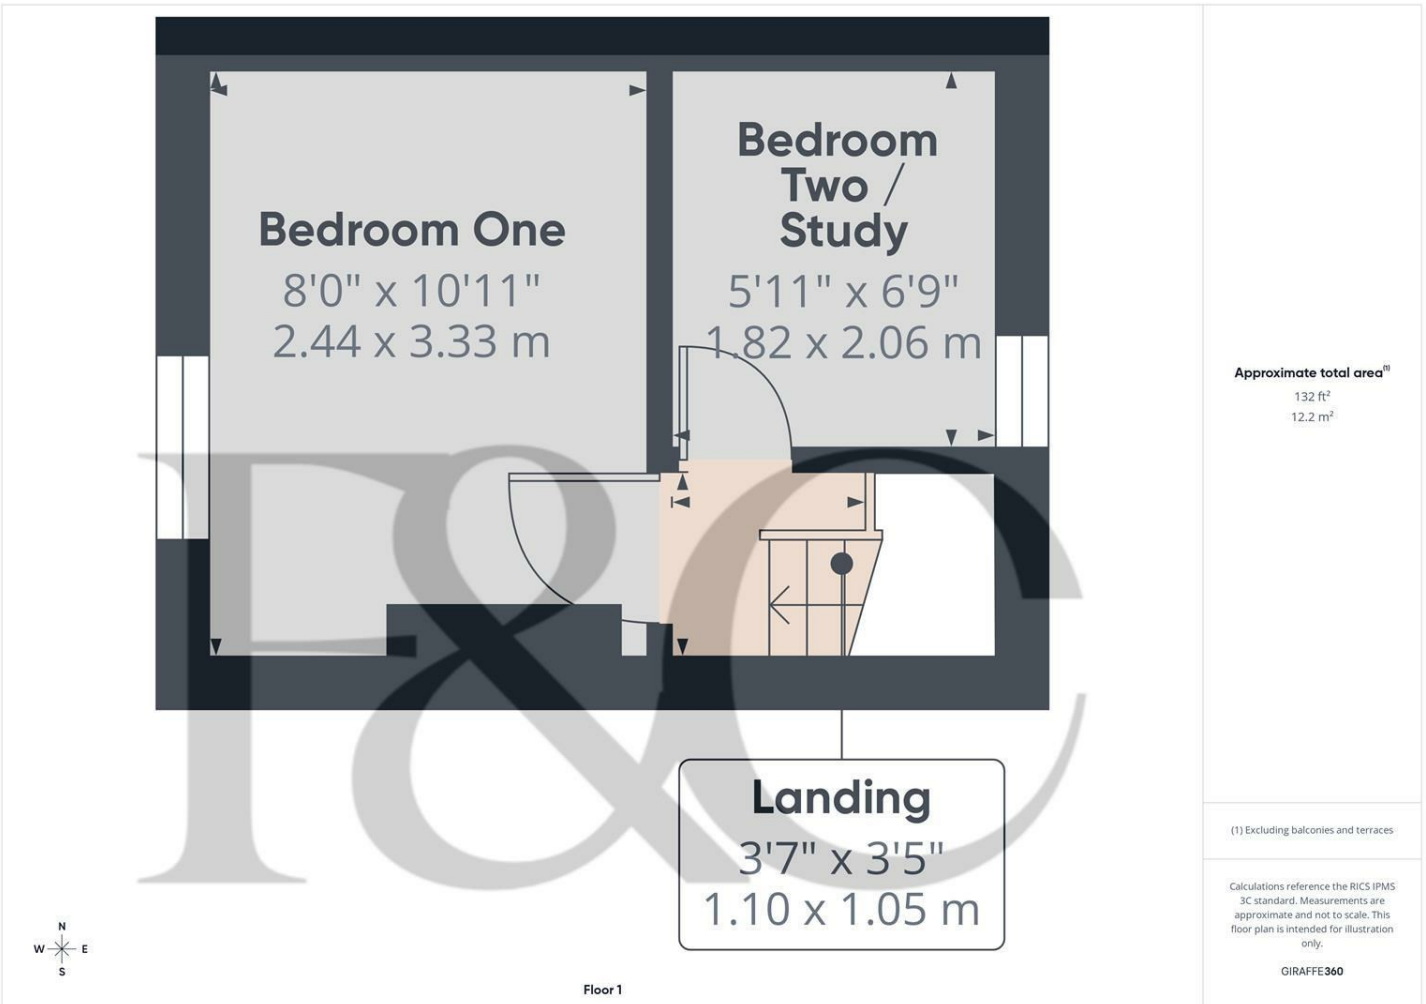 Bedroom One
8'0" x 10'11"
2.44 x 3.33 m
Bedroom
Two /
Study
5'11" x 6'9"
1.82 x 2.06 m
Landing
3'7" x 3'5"
1.10 x 1.05 m
F&C
N
W E
S
Floor 1
Approximate total area(1)
132 ft²
12.2 m²
(1) Excluding balconies and terraces
Calculations reference the RICS IPMS
3C standard. Measurements are
approximate and not to scale. This
floor plan is intended for illustration
only.
GIRAFFE360